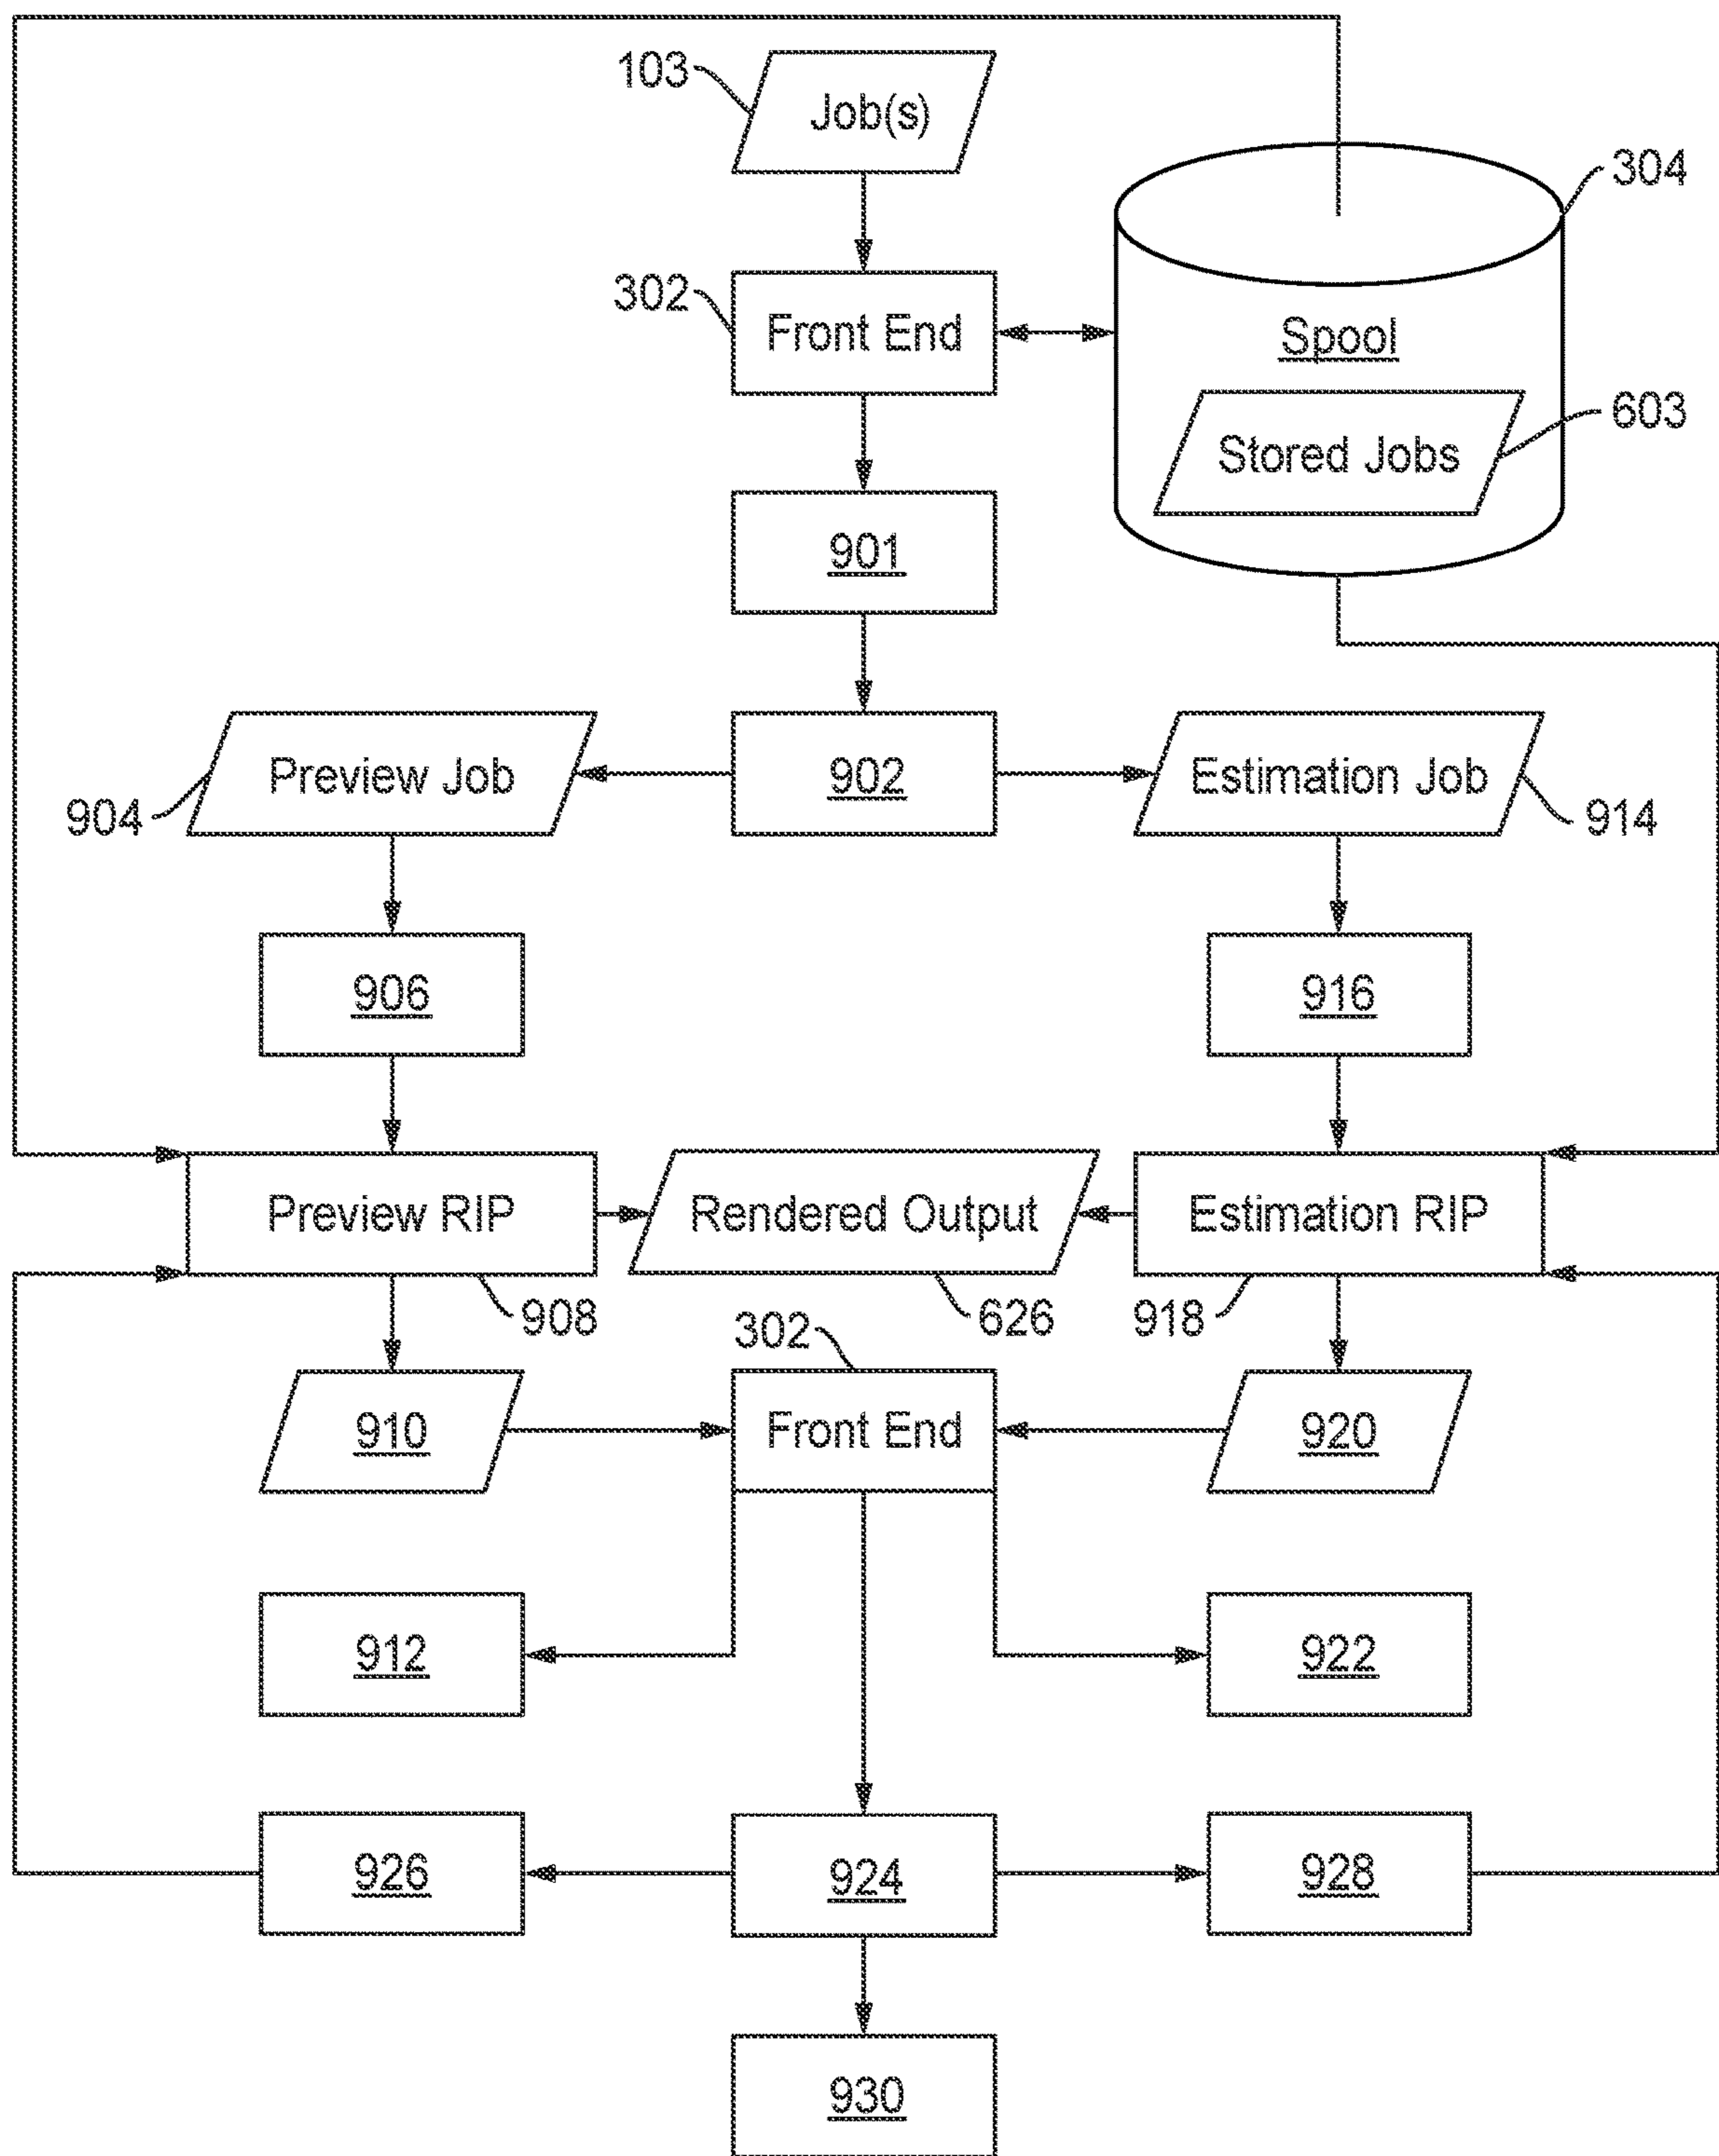 103
Job(s)
304
302
Front End
Spool
603
Stored Jobs
901
Preview Job
902
Estimation Job
904
914
906
916
Preview RIP
Rendered Output
Estimation RIP
908
626
918
302
910
Front End
920
912
922
926
924
928
930